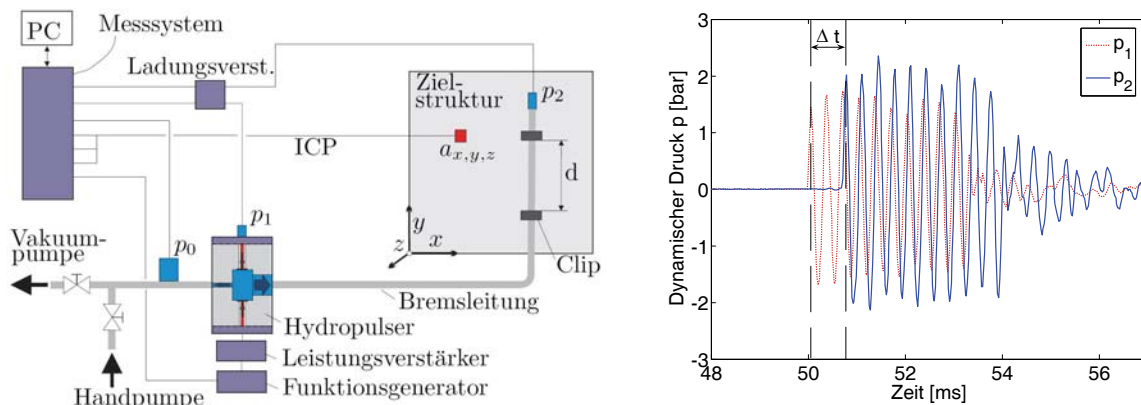 PC
Messsystem
Ladungsverst.
Ziel-
struktur
p₂
ICP
aₓ,ᵧ,𝓏
d
y
z
x
Clip
Vakuum-
pumpe
p₀
p₁
Bremsleitung
Hydropulser
Leistungsverstärker
Funktionsgenerator
Handpumpe
Δ t
p₁
p₂
Dynamischer Druck p [bar]
3
2
1
0
-1
-2
-3
48
50
52
54
56
Zeit [ms]